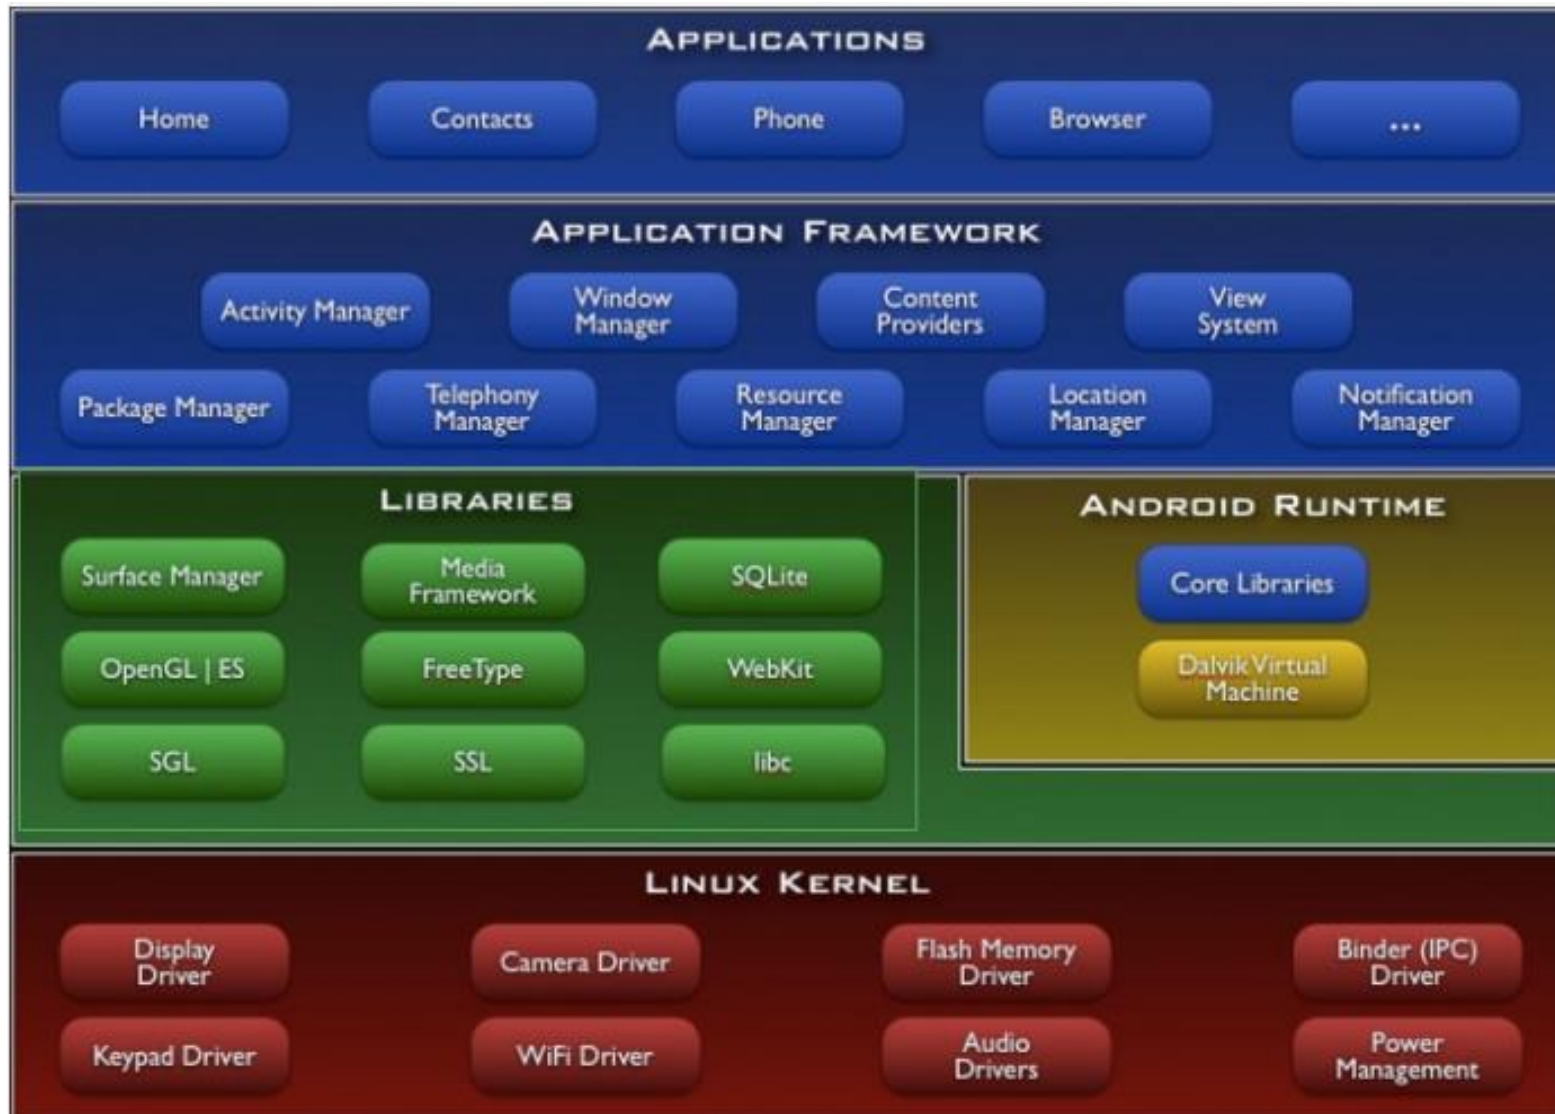 APPLICATIONS
Home
Contacts
Phone
Browser
...
APPLICATION FRAMEWORK
Activity Manager
Window
Manager
Content
Providers
View
System
Package Manager
Telephony
Manager
Resource
Manager
Location
Manager
Notification
Manager
LIBRARIES
Surface Manager
Media
Framework
SQLite
OpenGL | ES
FreeType
WebKit
SGL
SSL
libc
ANDROID RUNTIME
Core Libraries
Dalvik Virtual
Machine
LINUX KERNEL
Display
Driver
Camera Driver
Flash Memory
Driver
Binder (IPC)
Driver
Keypad Driver
WiFi Driver
Audio
Drivers
Power
Management